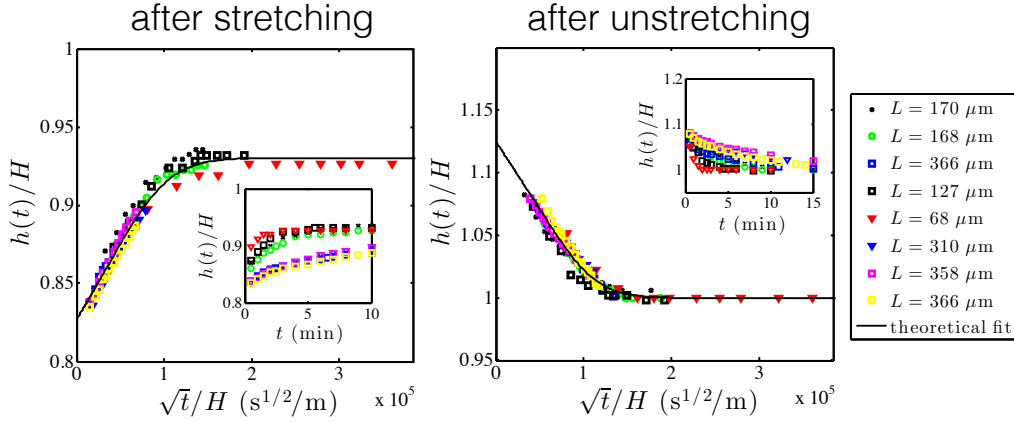 after stretching
after unstretching
h(t)/H
1
0.95
0.9
0.85
0.8
0
1
2
3
√t/H (s^{1/2}/m)
x 10^5
h(t)/H
1
0.9
0.8
0
5
10
t (min)
h(t)/H
1.15
1.1
1.05
1
0.95
0
1
2
3
√t/H (s^{1/2}/m)
x 10^5
h(t)/H
1.2
1.1
1
0
5
10
15
t (min)
L = 170 μm
L = 168 μm
L = 366 μm
L = 127 μm
L = 68 μm
L = 310 μm
L = 358 μm
L = 366 μm
theoretical fit